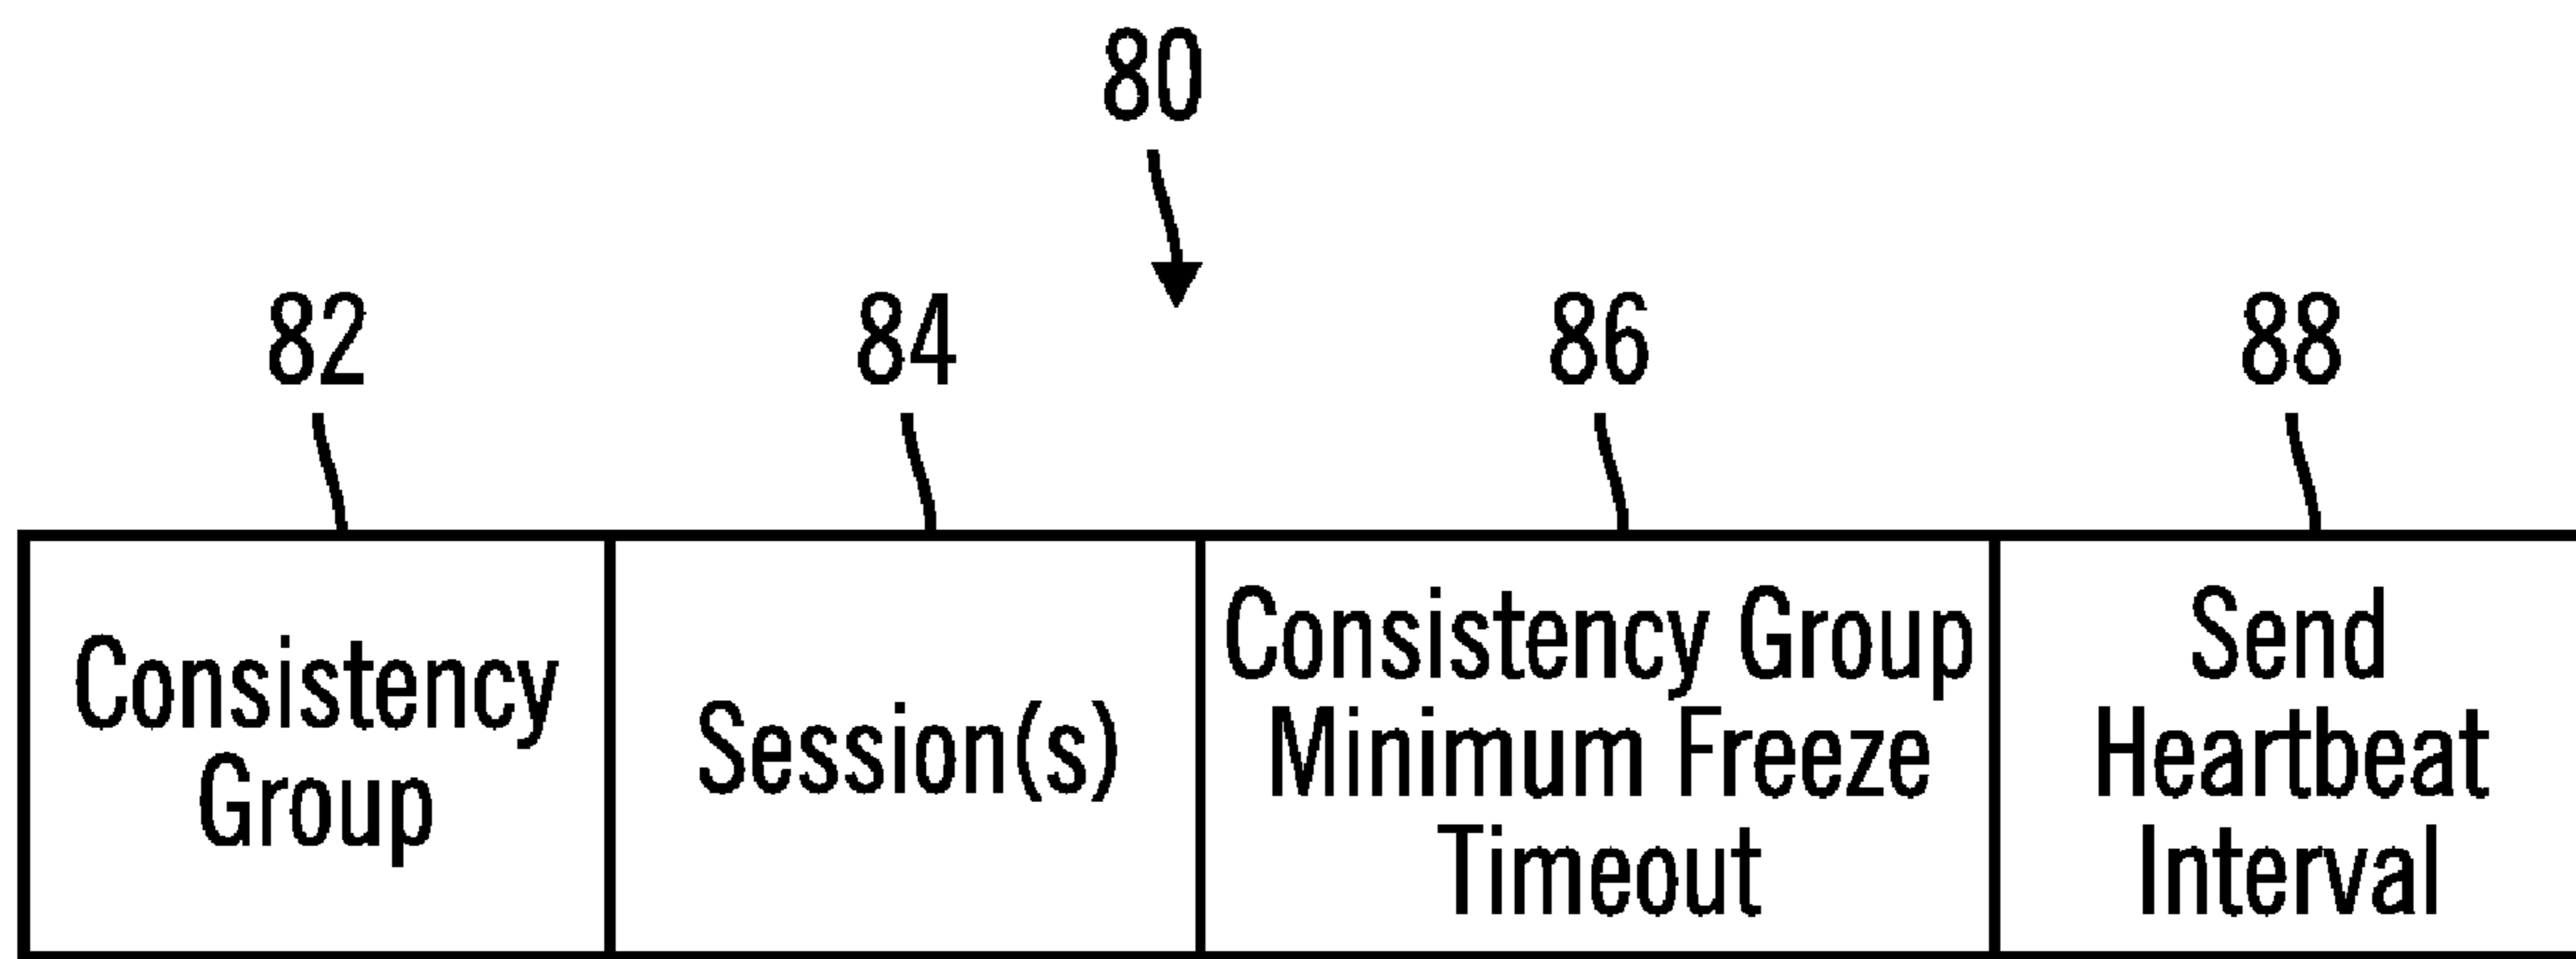 80
82
84
86
88
Consistency
Group
Session(s)
Consistency Group
Minimum Freeze
Timeout
Send
Heartbeat
Interval